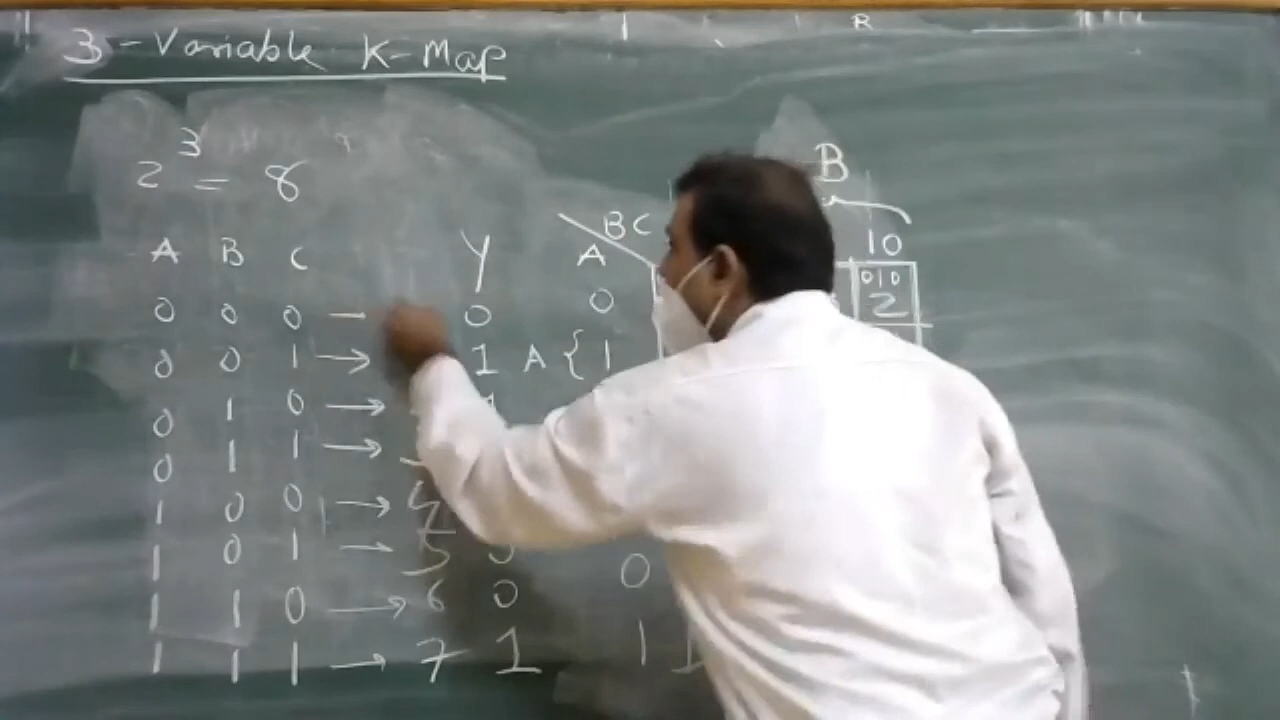 R
3-Variable K-Map
2³ = 8
B
A B C Y
BC
A
10
0 0 0 → 0
0
010
2
0 0 1 → 1
A { 1
0 1 0 →
0 1 1 →
1 0 0 → 4
1 0 1 → 5
0
1 1 0 → 6 0
1 1 1 → 7 1
1 1